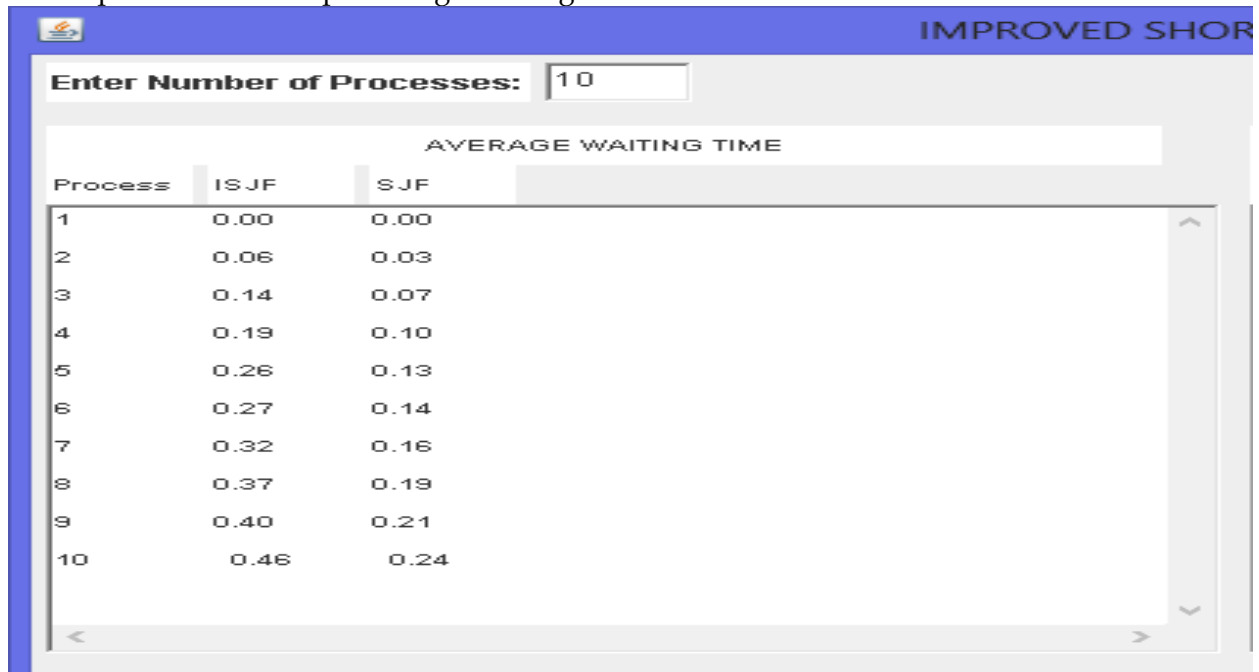 IMPROVED SHOR
Enter Number of Processes: 10
AVERAGE WAITING TIME
Process ISJF SJF
1 0.00 0.00
2 0.06 0.03
3 0.14 0.07
4 0.19 0.10
5 0.26 0.13
6 0.27 0.14
7 0.32 0.16
8 0.37 0.19
9 0.40 0.21
10 0.46 0.24